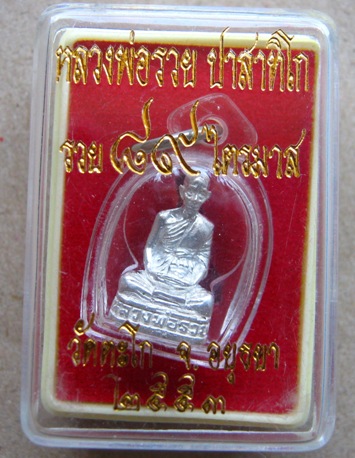 หลวงพ่อรวย ปาสาทิโก
รวย ๘๙ ไตรมาส
หลวงพ่อรวย
วัดตะโก จ.อยุธยา
๒๕๕๓